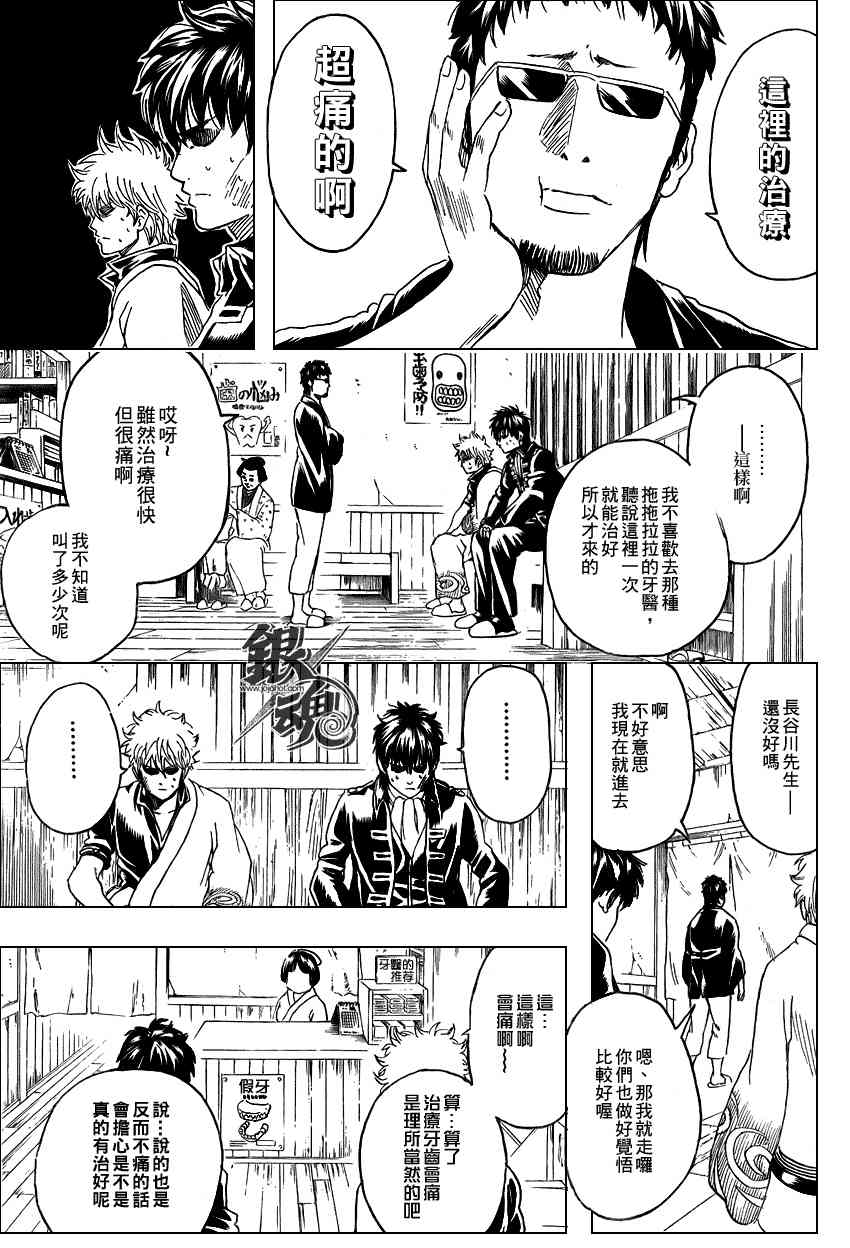 這裡的治療
超痛的啊
………
——這樣啊
我不喜歡去那種
拖拖拉拉的牙醫，
聽說這裡一次
就能治好
所以才來的
哎呀~
雖然治療很快
但很痛啊
我不知道
叫了多少次呢
の悩み
銀魂
www.jojohot.com
長谷川先生——
還沒好嗎
啊
不好意思
我現在就進去
嗯、那我就走囉
你們也做好覺悟
比較好喔
………
………
這…
這樣啊
會痛啊~
算…算了
治療牙齒會痛
是理所當然的吧
說…說的也是
反而不痛的話
會擔心是不是
真的有治好呢
牙醫的
推荐
假牙